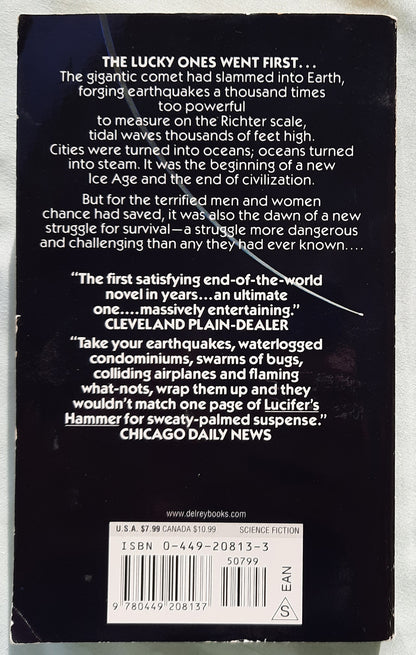 THE LUCKY ONES WENT FIRST...
The gigantic comet had slammed into Earth,
forging earthquakes a thousand times
too powerful
to measure on the Richter scale,
tidal waves thousands of feet high.
Cities were turned into oceans; oceans turned
into steam. It was the beginning of a new
Ice Age and the end of civilization.
But for the terrified men and women
chance had saved, it was also the dawn of a new
struggle for survival—a struggle more dangerous
and challenging than any they had ever known....
"The first satisfying end-of-the-world
novel in years...an ultimate
one....massively entertaining."
CLEVELAND PLAIN-DEALER
"Take your earthquakes, waterlogged
condominiums, swarms of bugs,
colliding airplanes and flaming
what-nots, wrap them up and they
wouldn't match one page of Lucifer's
Hammer for sweaty-palmed suspense."
CHICAGO DAILY NEWS
www.delreybooks.com
U.S.A. $7.99 CANADA $10.99 SCIENCE FICTION
ISBN 0-449-20813-3
50799
9 780449 208137
S EAN